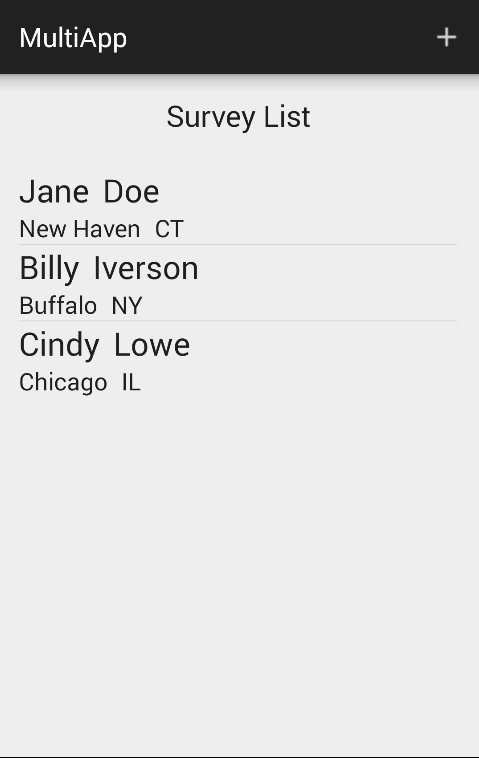 MultiApp +
Survey List
Jane Doe
New Haven CT
Billy Iverson
Buffalo NY
Cindy Lowe
Chicago IL